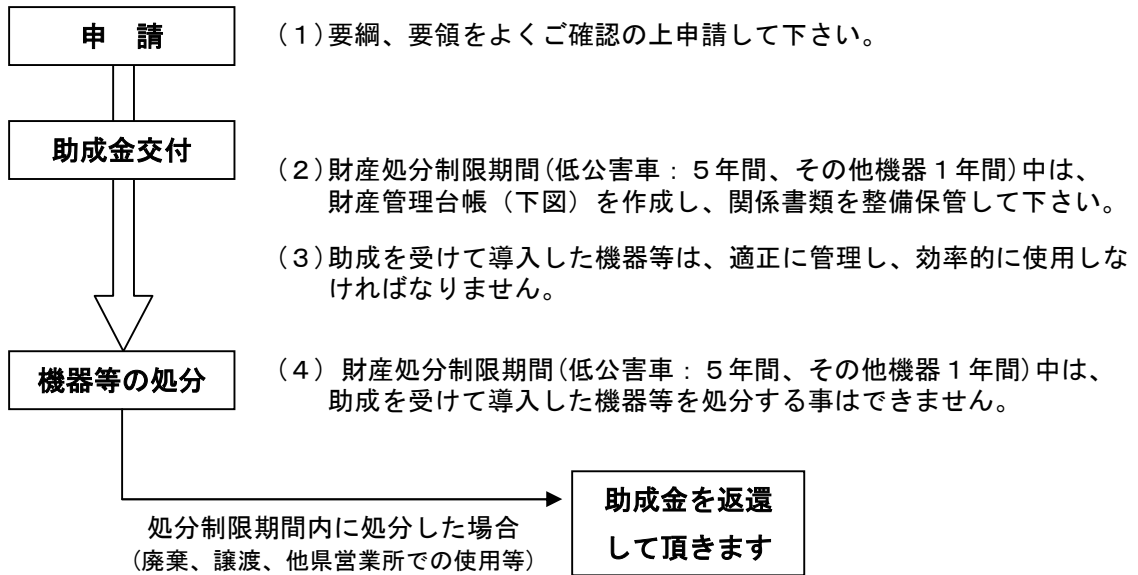 申　請
（１）要綱、要領をよくご確認の上申請して下さい。
助成金交付
（２）財産処分制限期間(低公害車：５年間、その他機器１年間)中は、
財産管理台帳（下図）を作成し、関係書類を整備保管して下さい。
（３）助成を受けて導入した機器等は、適正に管理し、効率的に使用しな
ければなりません。
機器等の処分
（４） 財産処分制限期間(低公害車：５年間、その他機器１年間)中は、
助成を受けて導入した機器等を処分する事はできません。
処分制限期間内に処分した場合
（廃棄、譲渡、他県営業所での使用等）
助成金を返還
して頂きます